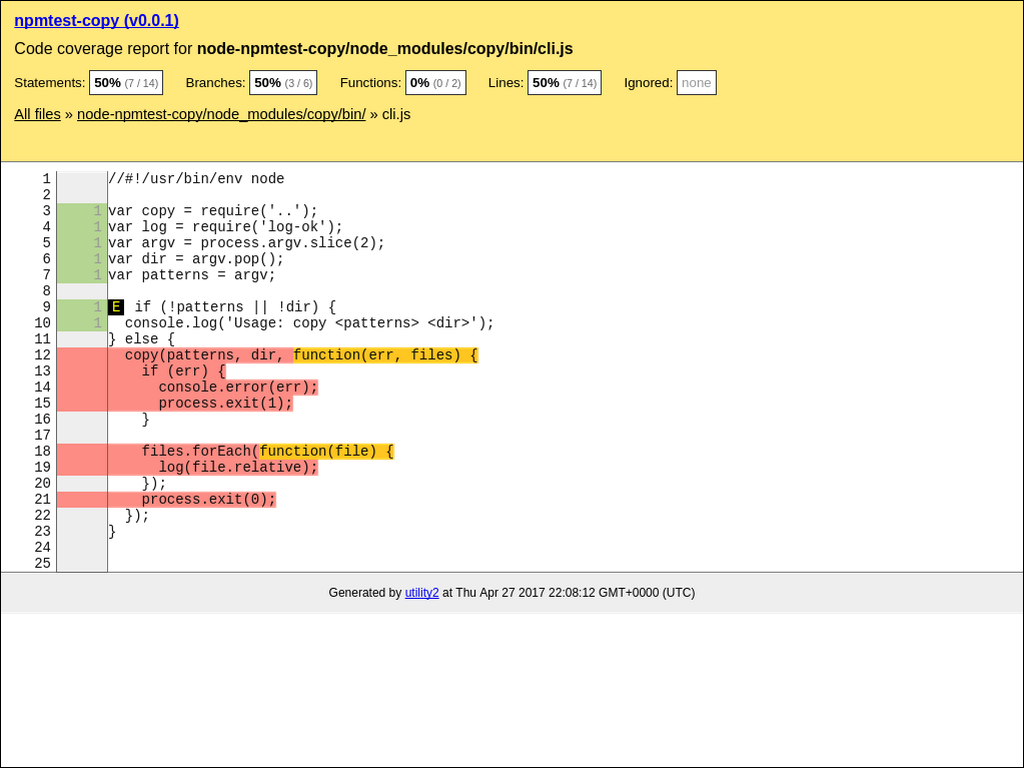 npmtest-copy (v0.0.1)
Code coverage report for node-npmtest-copy/node_modules/copy/bin/cli.js
Statements: 50% (7 / 14) Branches: 50% (3 / 6) Functions: 0% (0 / 2) Lines: 50% (7 / 14) Ignored: none
All files » node-npmtest-copy/node_modules/copy/bin/ » cli.js
1 //#!/usr/bin/env node
2
3 1 var copy = require('..');
4 1 var log = require('log-ok');
5 1 var argv = process.argv.slice(2);
6 1 var dir = argv.pop();
7 1 var patterns = argv;
8
9 1 E if (!patterns || !dir) {
10 1   console.log('Usage: copy <patterns> <dir>');
11 } else {
12   copy(patterns, dir, function(err, files) {
13     if (err) {
14       console.error(err);
15       process.exit(1);
16     }
17
18     files.forEach(function(file) {
19       log(file.relative);
20     });
21     process.exit(0);
22   });
23 }
24
25
Generated by utility2 at Thu Apr 27 2017 22:08:12 GMT+0000 (UTC)